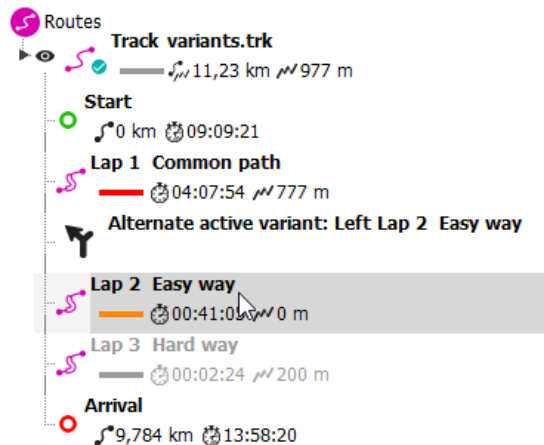 Routes
Track variants.trk
11,23 km 977 m
Start
0 km 09:09:21
Lap 1 Common path
04:07:54 777 m
Alternate active variant: Left Lap 2 Easy way
Lap 2 Easy way
0 m
Lap 3 Hard way
00:02:24 200 m
Arrival
9,784 km 13:58:20